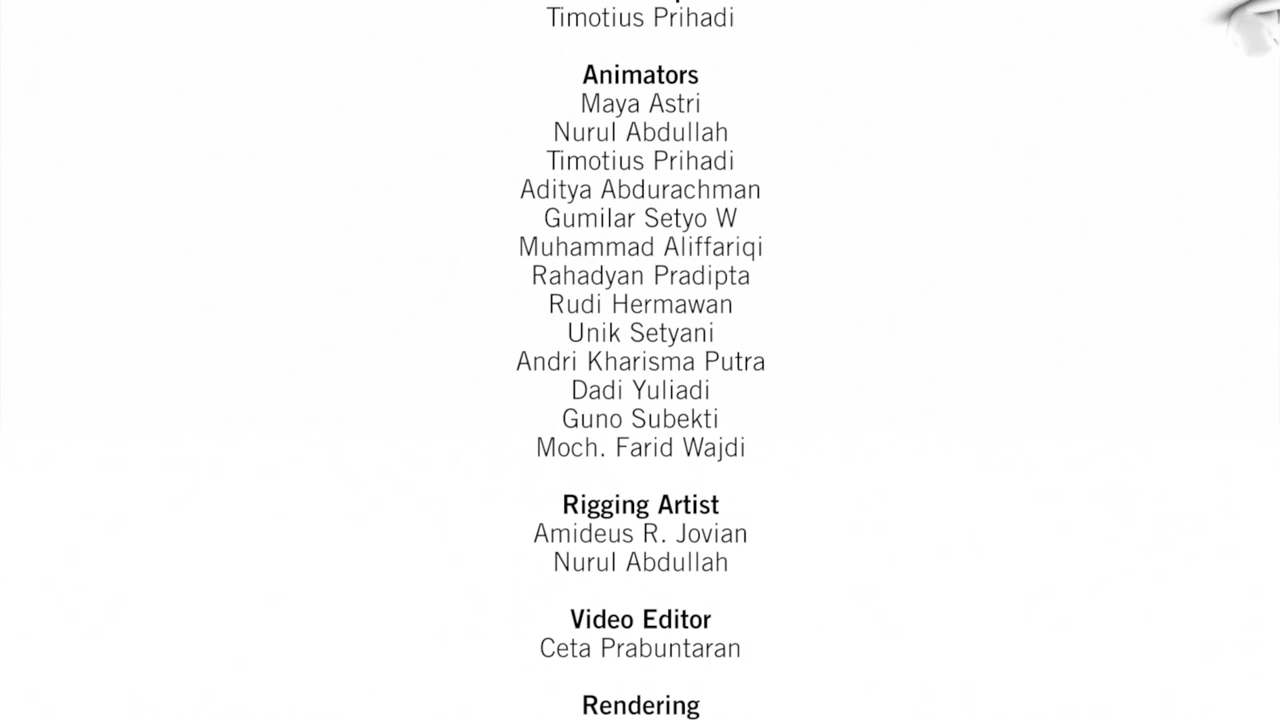 Timotius Prihadi
Animators
Maya Astri
Nurul Abdullah
Timotius Prihadi
Aditya Abdurachman
Gumilar Setyo W
Muhammad Aliffariqi
Rahadyan Pradipta
Rudi Hermawan
Unik Setyani
Andri Kharisma Putra
Dadi Yuliadi
Guno Subekti
Moch. Farid Wajdi
Rigging Artist
Amideus R. Jovian
Nurul Abdullah
Video Editor
Ceta Prabuntaran
Rendering